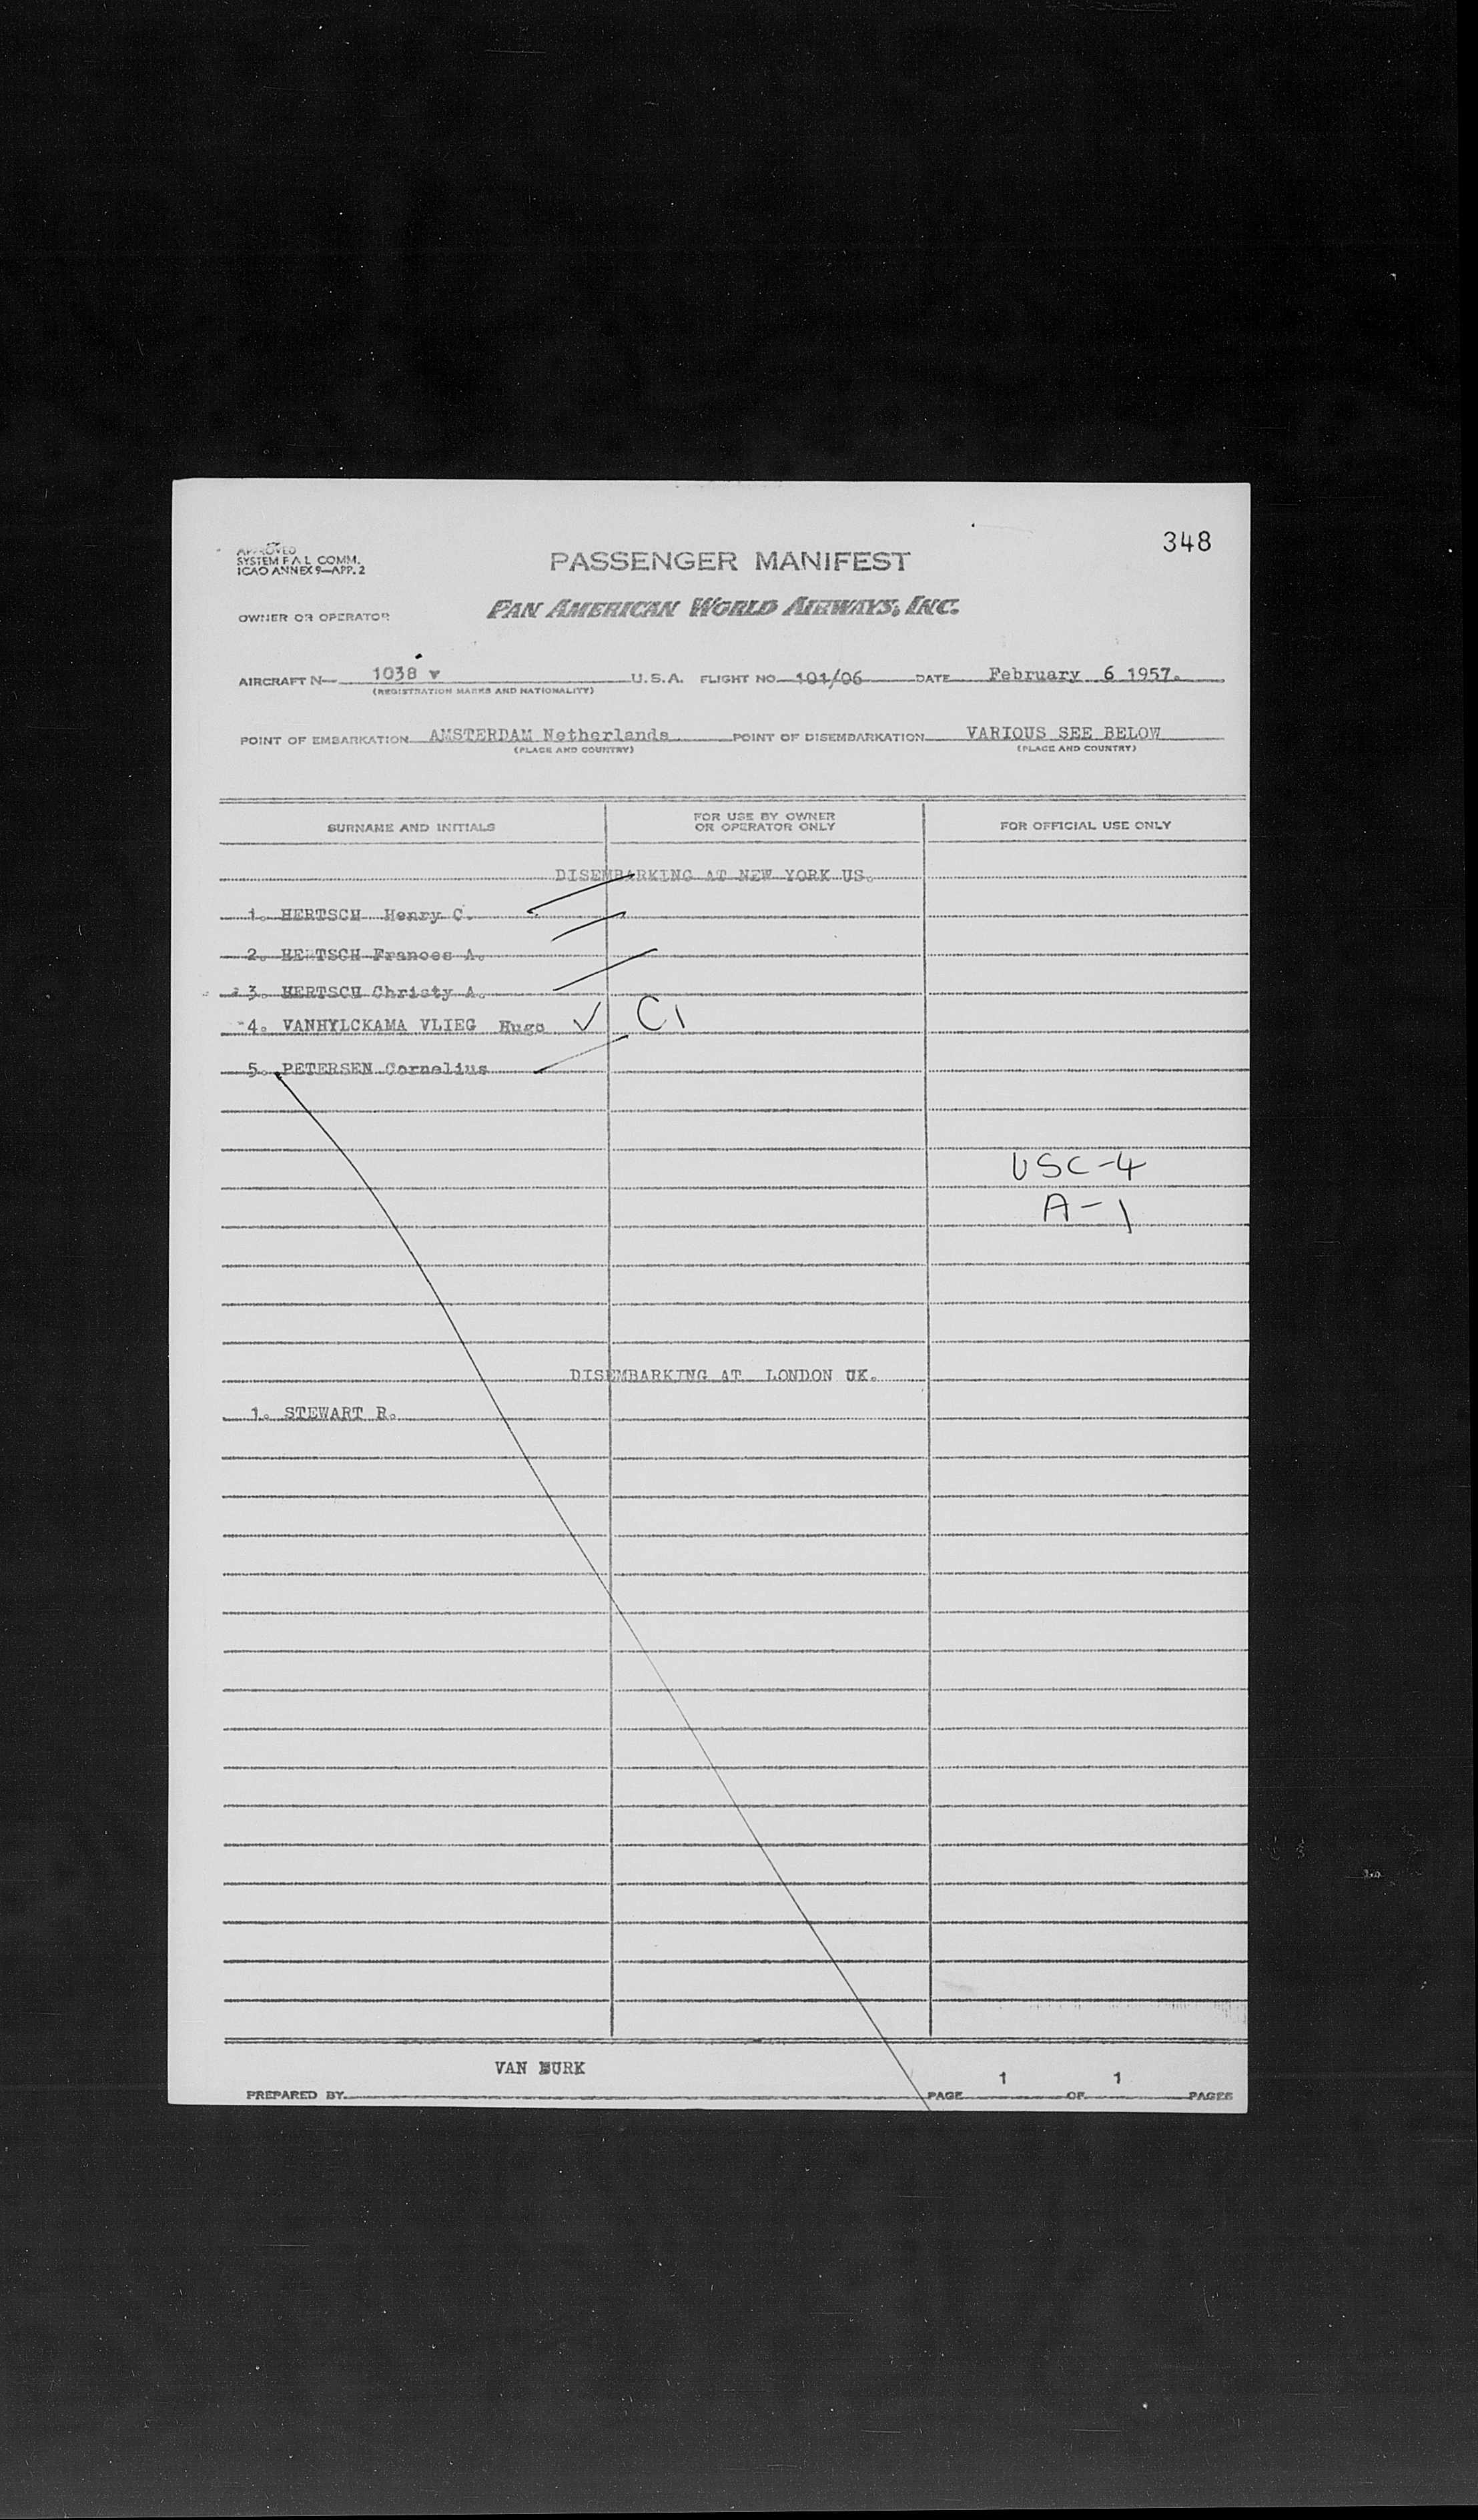 348
APPROVED
SYSTEM F A L COMM.
ICAO ANNEX 9—APP. 2
PASSENGER MANIFEST
OWNER OR OPERATOR PAN AMERICAN WORLD AIRWAYS, INC.
AIRCRAFT N— 1038 v U.S.A. FLIGHT NO. 101/06 DATE February 6 1957.
(REGISTRATION MARKS AND NATIONALITY)
POINT OF EMBARKATION AMSTERDAM Netherlands POINT OF DISEMBARKATION VARIOUS SEE BELOW
(PLACE AND COUNTRY) (PLACE AND COUNTRY)
SURNAME AND INITIALS FOR USE BY OWNER OR OPERATOR ONLY FOR OFFICIAL USE ONLY
DISEMBARKING AT NEW YORK US.
1. HERTSCH Henry C.
2. HERTSCH Frances A.
3. HERTSCH Christy A.
4. VANHYLCKAMA VLIEG Hugo ✓ C1
5. PETERSEN Cornelius
USC-4
A-1
DISEMBARKING AT LONDON UK.
1. STEWART R.
VAN BURK
PREPARED BY PAGE 1 OF 1 PAGES